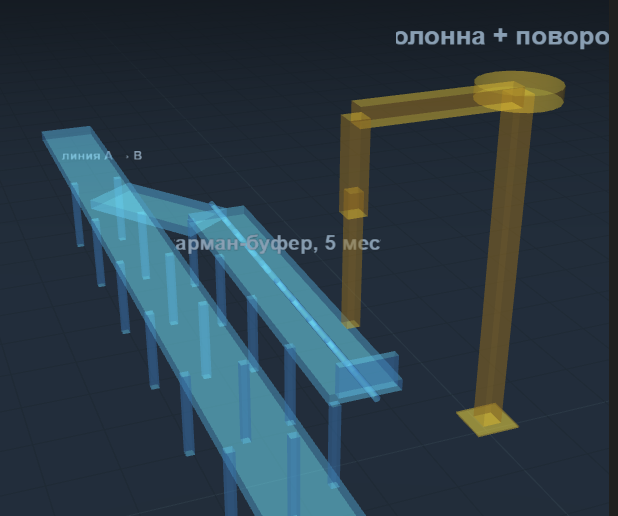 олонна + поворо
линия А → В
арман-буфер, 5 мес